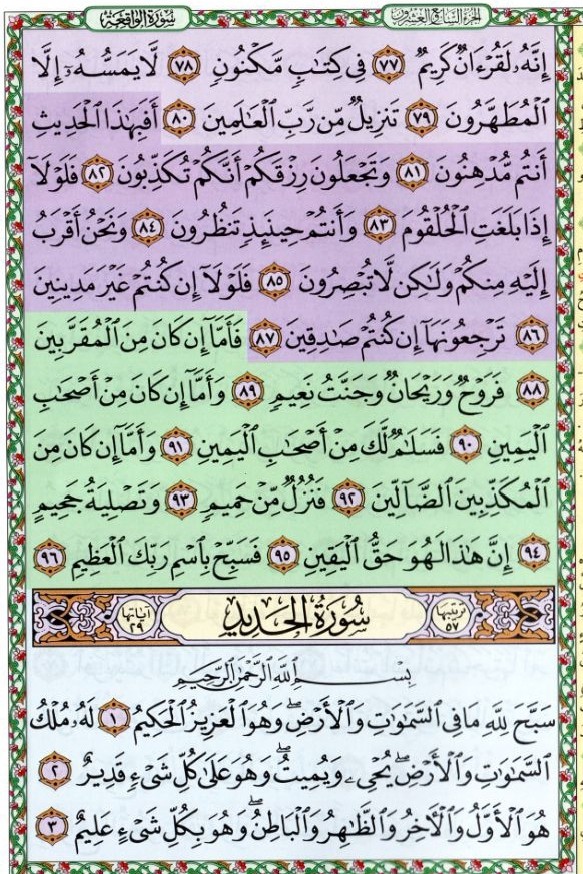 الجزء السابع والعشرون
سورة الواقعة
إِنَّهُۥ لَقُرْءَانٌ كَرِيمٌ ٧٧ فِى كِتَٰبٍ مَّكْنُونٍ ٧٨ لَّا يَمَسُّهُۥٓ إِلَّا
ٱلْمُطَهَّرُونَ ٧٩ تَنزِيلٌ مِّن رَّبِّ ٱلْعَٰلَمِينَ ٨٠ أَفَبِهَٰذَا ٱلْحَدِيثِ
أَنتُم مُّدْهِنُونَ ٨١ وَتَجْعَلُونَ رِزْقَكُمْ أَنَّكُمْ تُكَذِّبُونَ ٨٢ فَلَوْلَآ
إِذَا بَلَغَتِ ٱلْحُلْقُومَ ٨٣ وَأَنتُمْ حِينَئِذٍ تَنظُرُونَ ٨٤ وَنَحْنُ أَقْرَبُ
إِلَيْهِ مِنكُمْ وَلَٰكِن لَّا تُبْصِرُونَ ٨٥ فَلَوْلَآ إِن كُنتُمْ غَيْرَ مَدِينِينَ
٨٦ تَرْجِعُونَهَآ إِن كُنتُمْ صَٰدِقِينَ ٨٧ فَأَمَّآ إِن كَانَ مِنَ ٱلْمُقَرَّبِينَ
٨٨ فَرَوْحٌ وَرَيْحَانٌ وَجَنَّتُ نَعِيمٍ ٨٩ وَأَمَّآ إِن كَانَ مِنْ أَصْحَٰبِ
ٱلْيَمِينِ ٩٠ فَسَلَٰمٌ لَّكَ مِنْ أَصْحَٰبِ ٱلْيَمِينِ ٩١ وَأَمَّآ إِن كَانَ مِنَ
ٱلْمُكَذِّبِينَ ٱلضَّآلِّينَ ٩٢ فَنُزُلٌ مِّنْ حَمِيمٍ ٩٣ وَتَصْلِيَةُ جَحِيمٍ
٩٤ إِنَّ هَٰذَا لَهُوَ حَقُّ ٱلْيَقِينِ ٩٥ فَسَبِّحْ بِٱسْمِ رَبِّكَ ٱلْعَظِيمِ ٩٦
ترتيبها ٥٧ سُورَةُ الحَدِيدِ آياتها ٢٩
بِسْمِ ٱللَّهِ ٱلرَّحْمَٰنِ ٱلرَّحِيمِ
سَبَّحَ لِلَّهِ مَا فِى ٱلسَّمَٰوَٰتِ وَٱلْأَرْضِ ۖ وَهُوَ ٱلْعَزِيزُ ٱلْحَكِيمُ ١ لَهُۥ مُلْكُ
ٱلسَّمَٰوَٰتِ وَٱلْأَرْضِ ۖ يُحْىِۦ وَيُمِيتُ ۖ وَهُوَ عَلَىٰ كُلِّ شَىْءٍ قَدِيرٌ ٢
هُوَ ٱلْأَوَّلُ وَٱلْءَاخِرُ وَٱلظَّٰهِرُ وَٱلْبَاطِنُ ۖ وَهُوَ بِكُلِّ شَىْءٍ عَلِيمٌ ٣